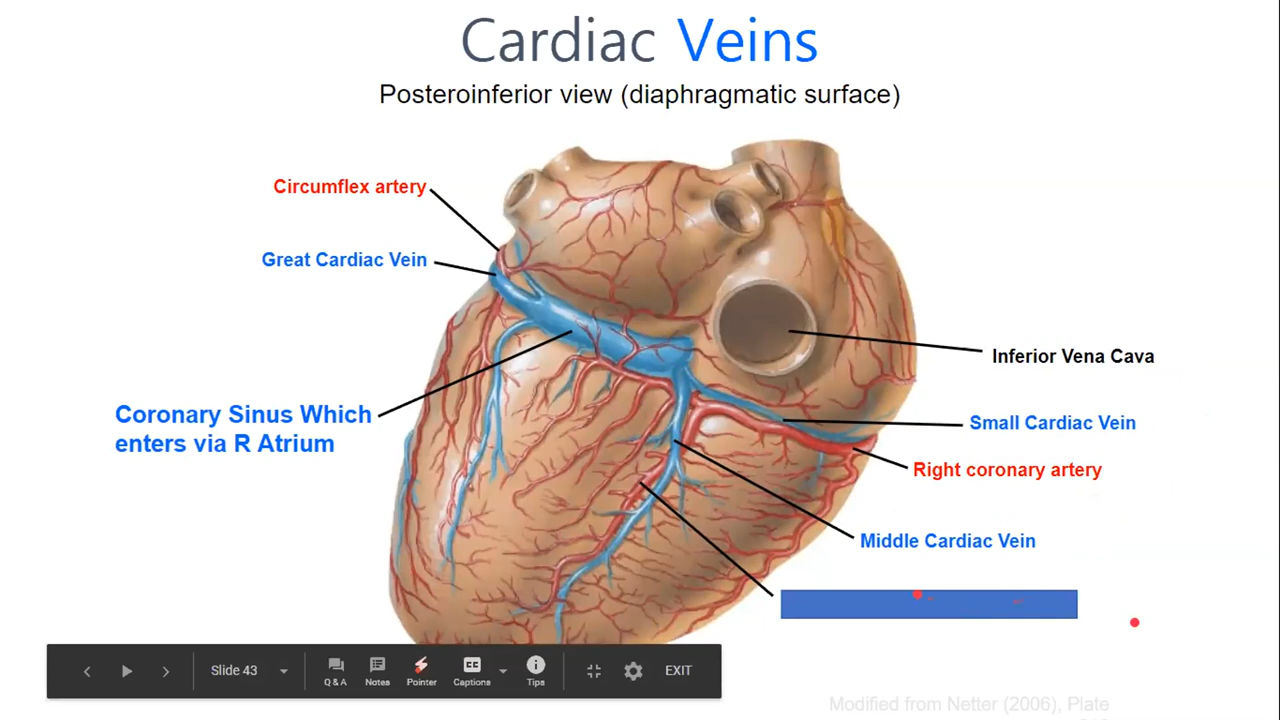 Cardiac Veins
Posteroinferior view (diaphragmatic surface)
Circumflex artery
Great Cardiac Vein
Coronary Sinus Which
enters via R Atrium
Inferior Vena Cava
Small Cardiac Vein
Right coronary artery
Middle Cardiac Vein
Slide 43
Q & A
Notes
Pointer
CC
Captions
Tips
EXIT
Modified from Netter (2006), Plate